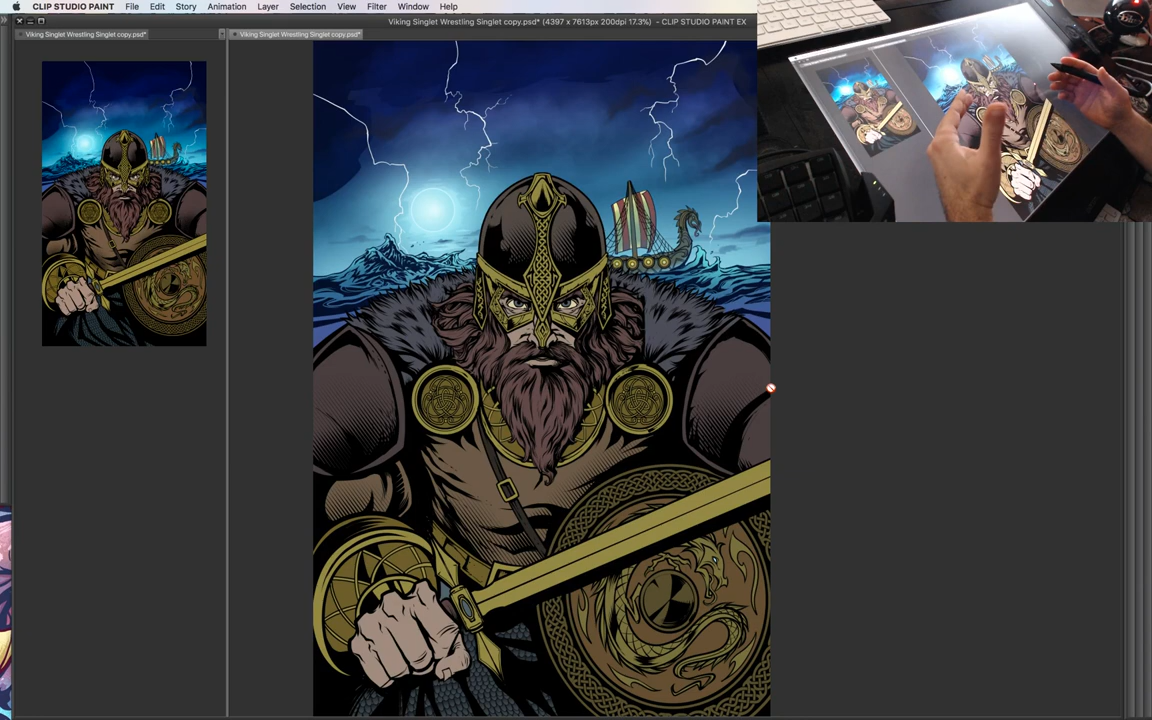 CLIP STUDIO PAINT File Edit Story Animation Layer Selection View Filter Window Help
Viking Singlet Wrestling Singlet copy.psd* (4397 x 7613px 200dpi 17.3%) - CLIP STUDIO PAINT EX
Viking Singlet Wrestling Singlet copy.psd* Viking Singlet Wrestling Singlet copy.psd*